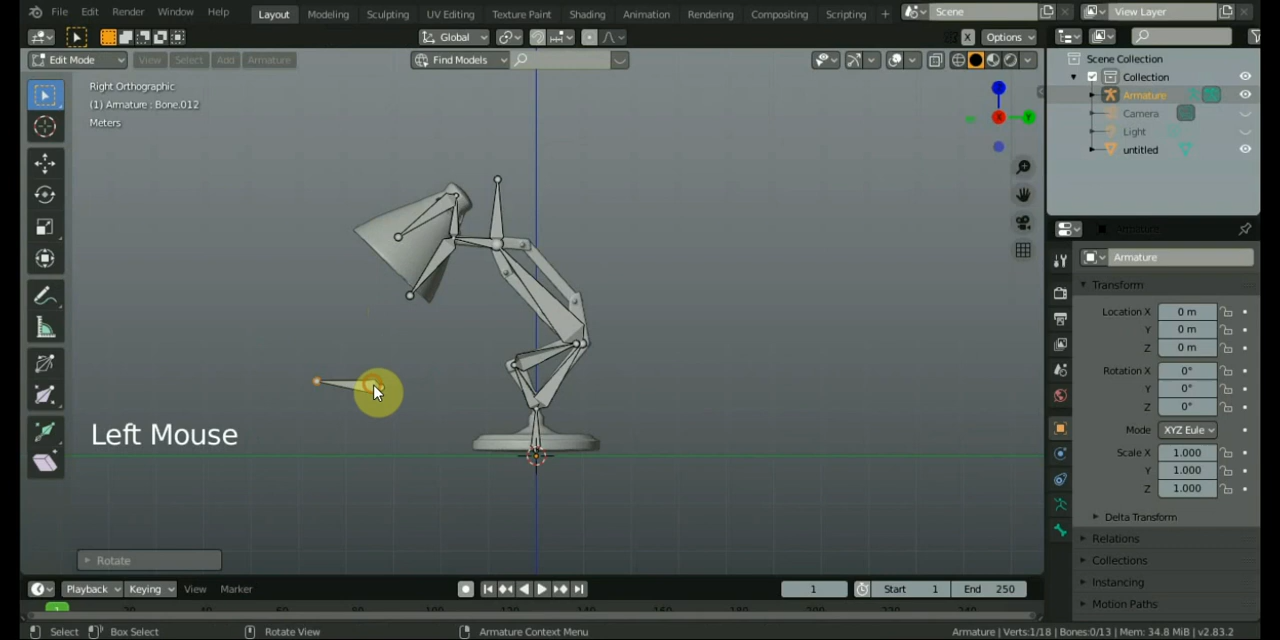 File Edit Render Window Help Layout Modeling Sculpting UV Editing Texture Paint Shading Animation Rendering Compositing Scripting + Scene View Layer
Global Options
Edit Mode View Select Add Armature Find Models
Right Orthographic
(1) Armature : Bone.012
Meters
Scene Collection
Collection
Armature
Camera
Light
untitled
X
Y
Z
Armature
Armature
Transform
Location X 0 m
Y 0 m
Z 0 m
Rotation X 0°
Y 0°
Z 0°
Mode XYZ Eule
Scale X 1.000
Y 1.000
Z 1.000
Delta Transform
Relations
Collections
Instancing
Motion Paths
Left Mouse
Rotate
Playback Keying View Marker 1 Start 1 End 250
1
Select Box Select Rotate View Armature Context Menu Armature | Verts:1/18 | Bones:0/13 | Mem: 34.8 MiB | v2.83.2